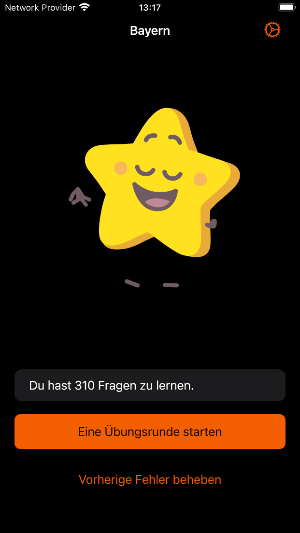 Network Provider 13:17
Bayern
Du hast 310 Fragen zu lernen.
Eine Übungsrunde starten
Vorherige Fehler beheben